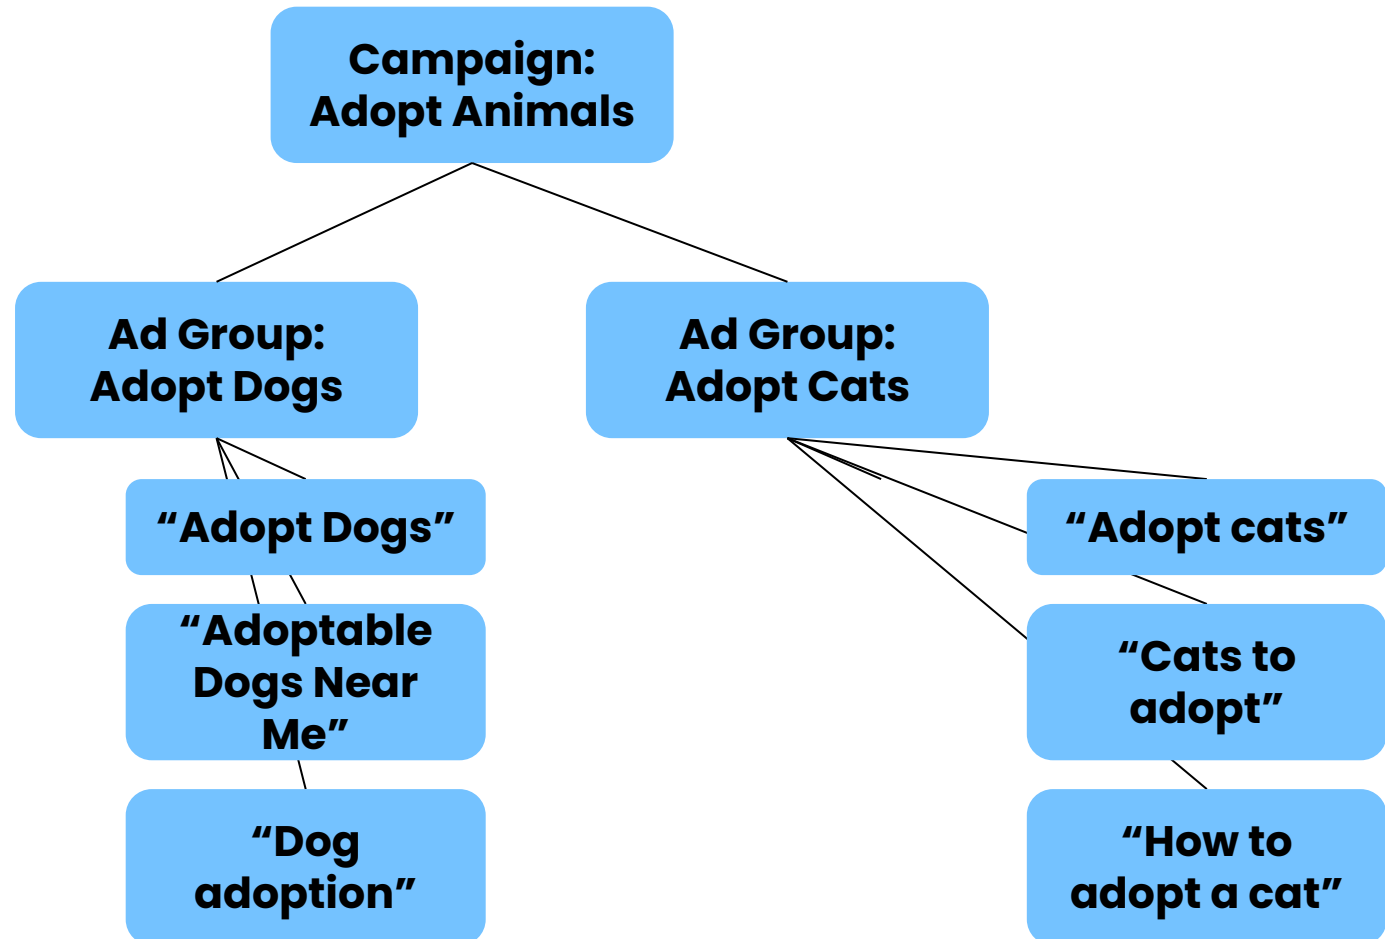 Campaign:
Adopt Animals
Ad Group:
Adopt Dogs
Ad Group:
Adopt Cats
“Adopt Dogs”
“Adoptable
Dogs Near
Me”
“Dog
adoption”
“Adopt cats”
“Cats to
adopt”
“How to
adopt a cat”